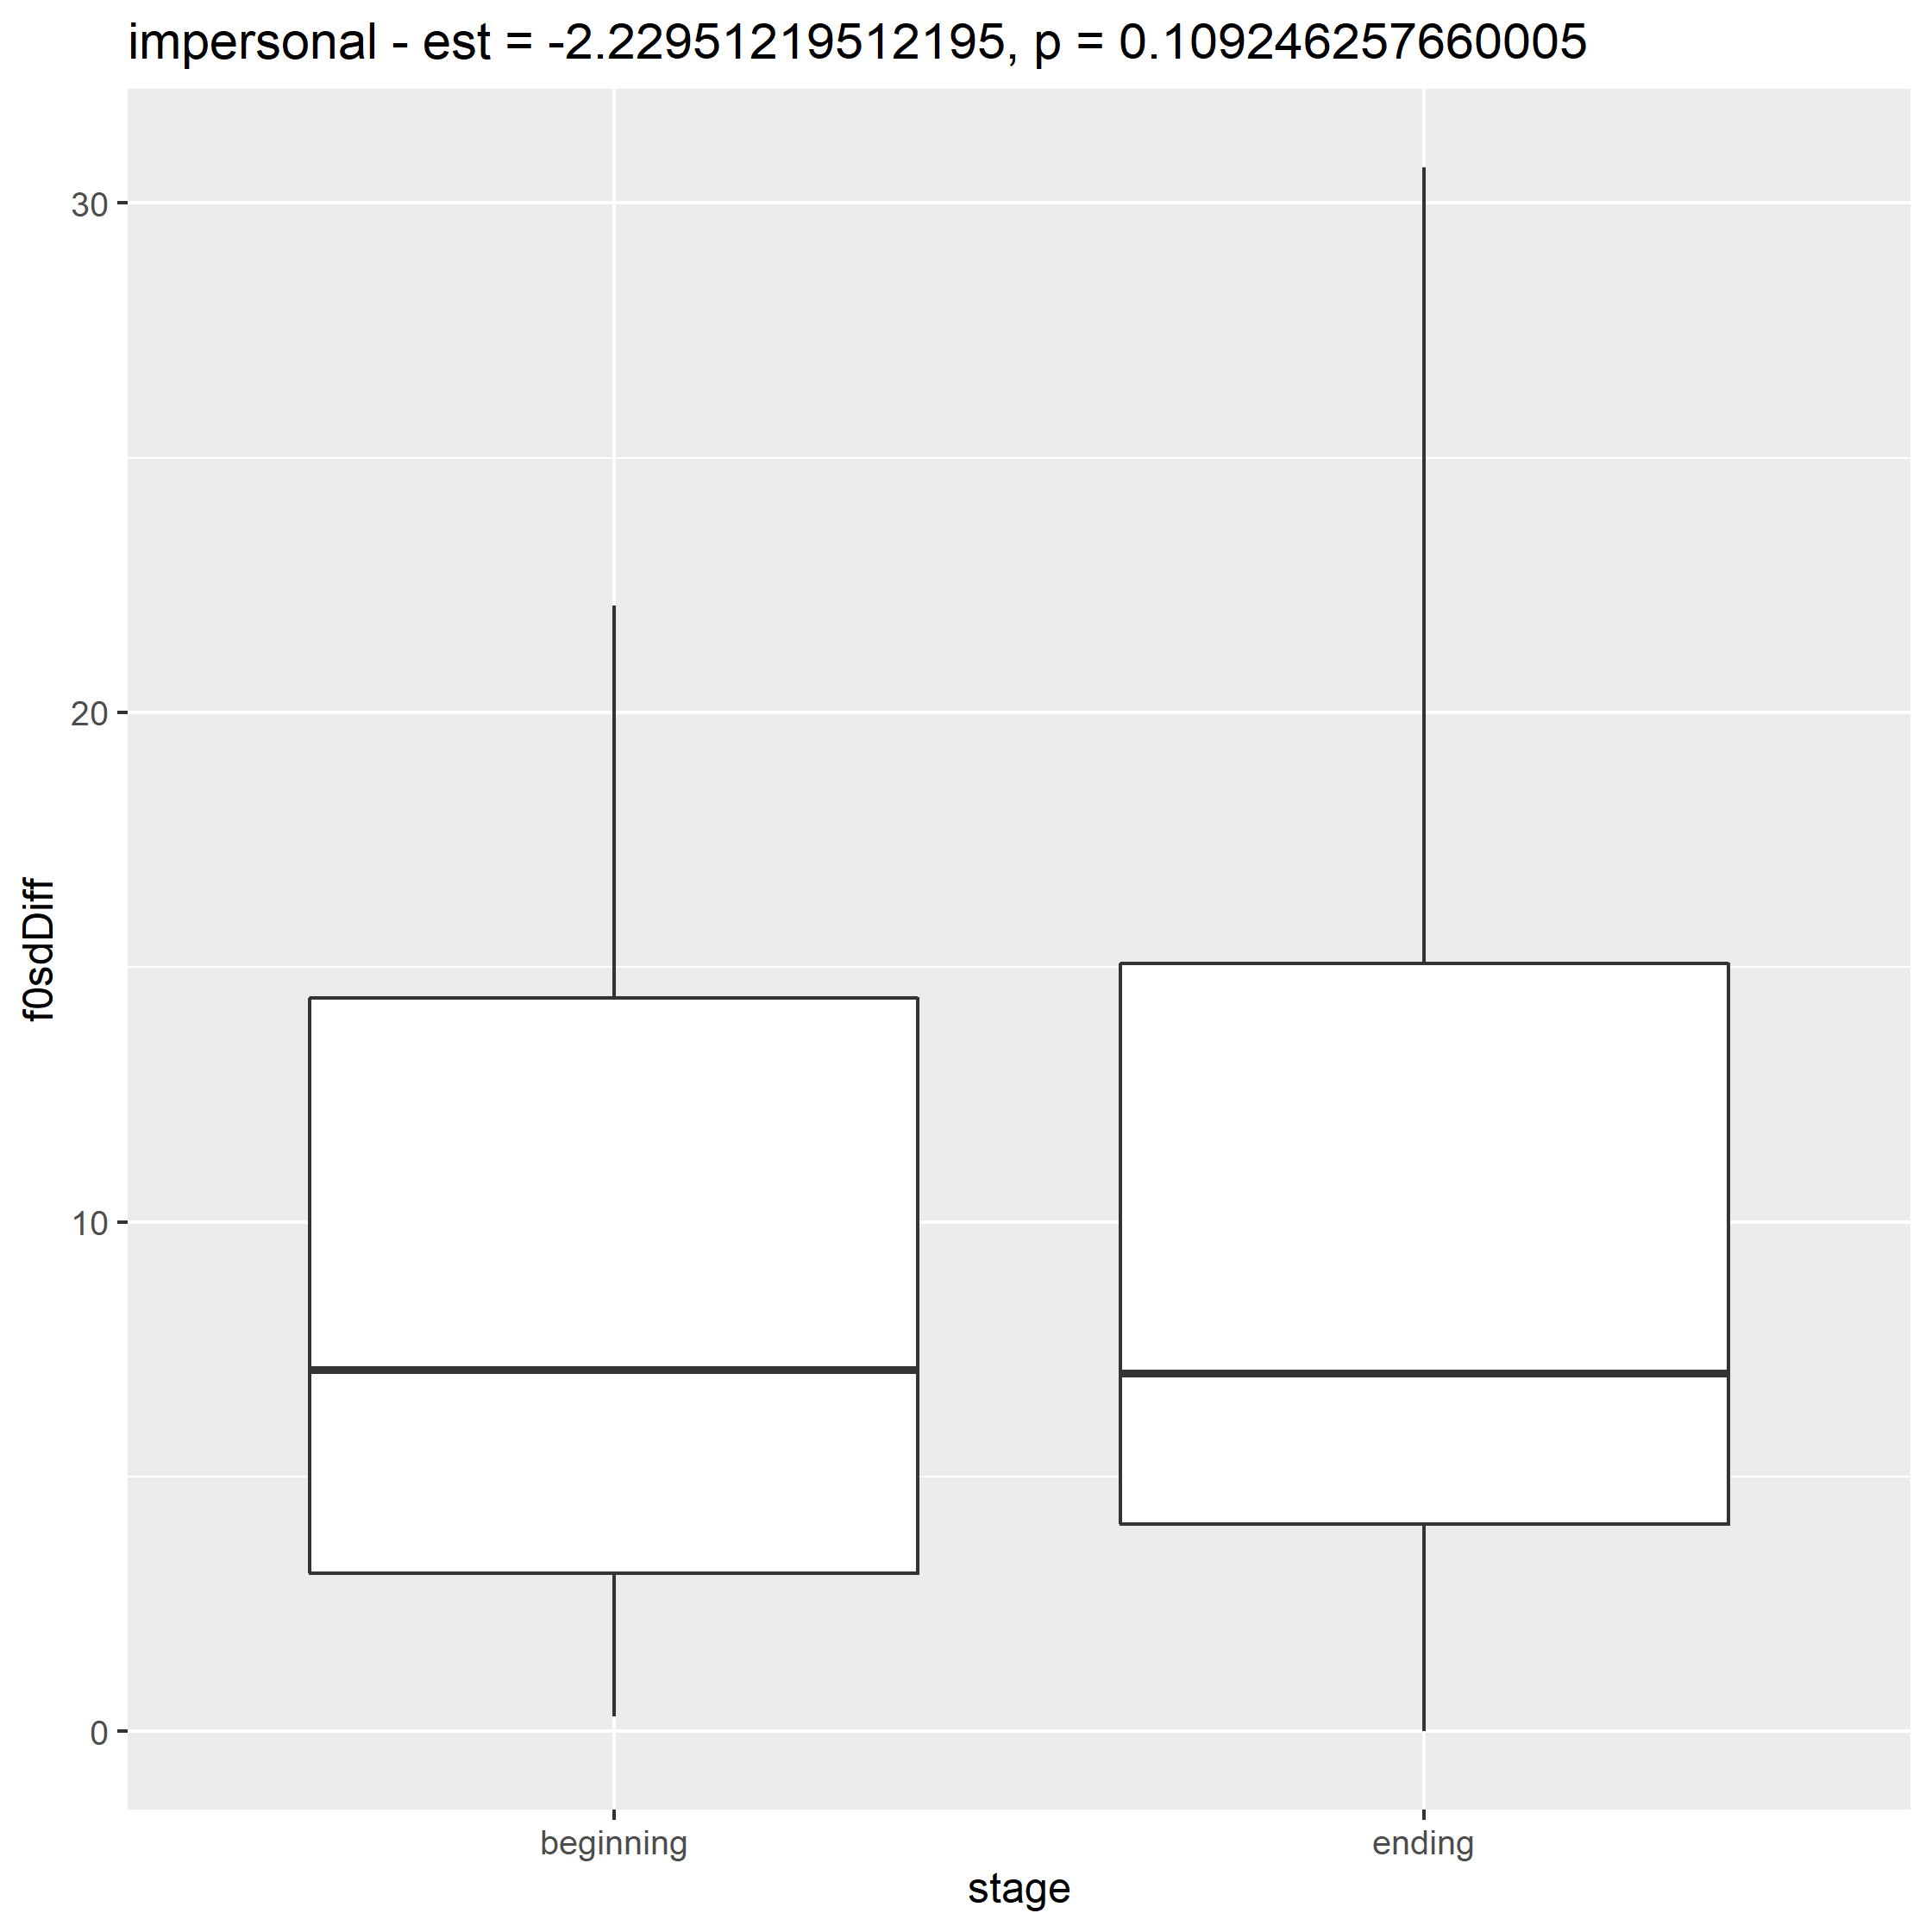 impersonal - est = -2.22951219512195, p = 0.109246257660005
f0sdDiff
30
20
10
0
beginning ending
stage